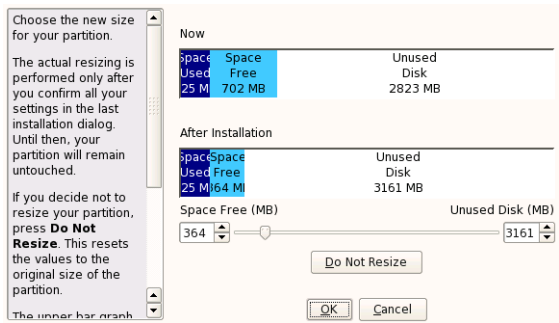 Choose the new size
for your partition.
The actual resizing is
performed only after
you confirm all your
settings in the last
installation dialog.
Until then, your
partition will remain
untouched.
If you decide not to
resize your partition,
press Do Not
Resize. This resets
the values to the
original size of the
partition.
The upper bar graph
Now
Space Space Unused
Used Free Disk
25 M 702 MB 2823 MB
After Installation
Space Space Unused
Used Free Disk
25 M 364 M 3161 MB
Space Free (MB) Unused Disk (MB)
364 3161
Do Not Resize
OK Cancel